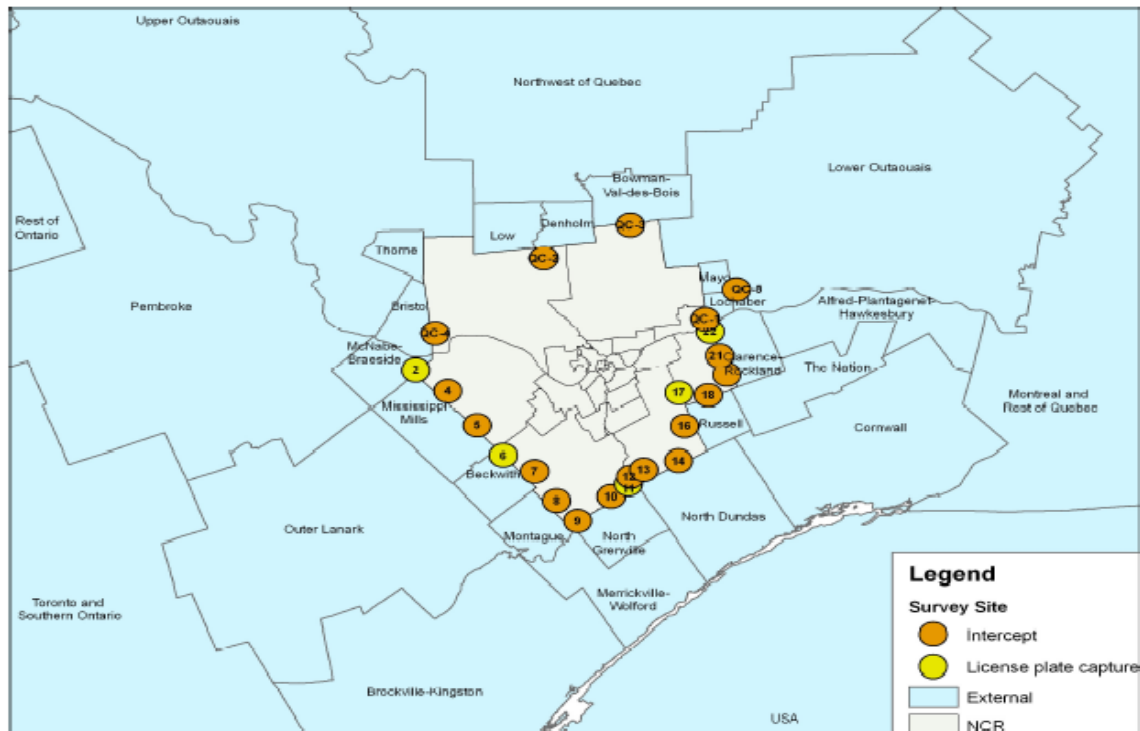 Upper Outaouais
Northwest of Quebec
Lower Outaouais
Bowman-
Val-des-Bois
Rest of
Ontario
Low
Denholm
QC-3
Thorne
QC-2
Pembroke
Mayo
QC-5
Bristol
Lochaber
Alfred-Plantagenet-
Hawkesbury
QC-1
QC-4
22
McNabb-
Braeside
21
Clarence-
Rockland
2
The Nation
4
17
18
Montreal and
Rest of Quebec
Mississippi
Mills
5
16
Russell
Cornwall
6
14
Beckwith
7
13
12
11
10
8
9
North Dundas
Outer Lanark
Montague
North
Grenville
Merrickville-
Wolford
Toronto and
Southern Ontario
Brockville-Kingston
USA
Legend
Survey Site
Intercept
License plate capture
External
NCR